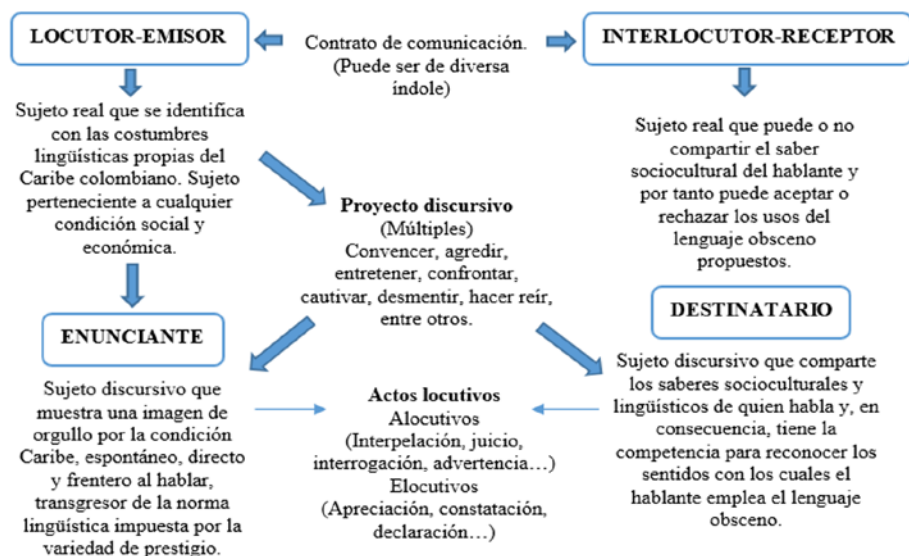 LOCUTOR-EMISOR
Contrato de comunicación.
(Puede ser de diversa
índole)
INTERLOCUTOR-RECEPTOR
Sujeto real que se identifica
con las costumbres
lingüísticas propias del
Caribe colombiano. Sujeto
perteneciente a cualquier
condición social y
económica.
Sujeto real que puede o no
compartir el saber
sociocultural del hablante y
por tanto puede aceptar o
rechazar los usos del
lenguaje obsceno
propuestos.
Proyecto discursivo
(Múltiples)
Convencer, agredir,
entretener, confrontar,
cautivar, desmentir, hacer reír,
entre otros.
ENUNCIANTE
DESTINATARIO
Sujeto discursivo que
muestra una imagen de
orgullo por la condición
Caribe, espontáneo, directo
y frentero al hablar,
transgresor de la norma
lingüística impuesta por la
variedad de prestigio.
Actos locutivos
Alocutivos
(Interpelación, juicio,
interrogación, advertencia…)
Elocutivos
(Apreciación, constatación,
declaración…)
Sujeto discursivo que comparte
los saberes socioculturales y
lingüísticos de quien habla y, en
consecuencia, tiene la
competencia para reconocer los
sentidos con los cuales el
hablante emplea el lenguaje
obsceno.